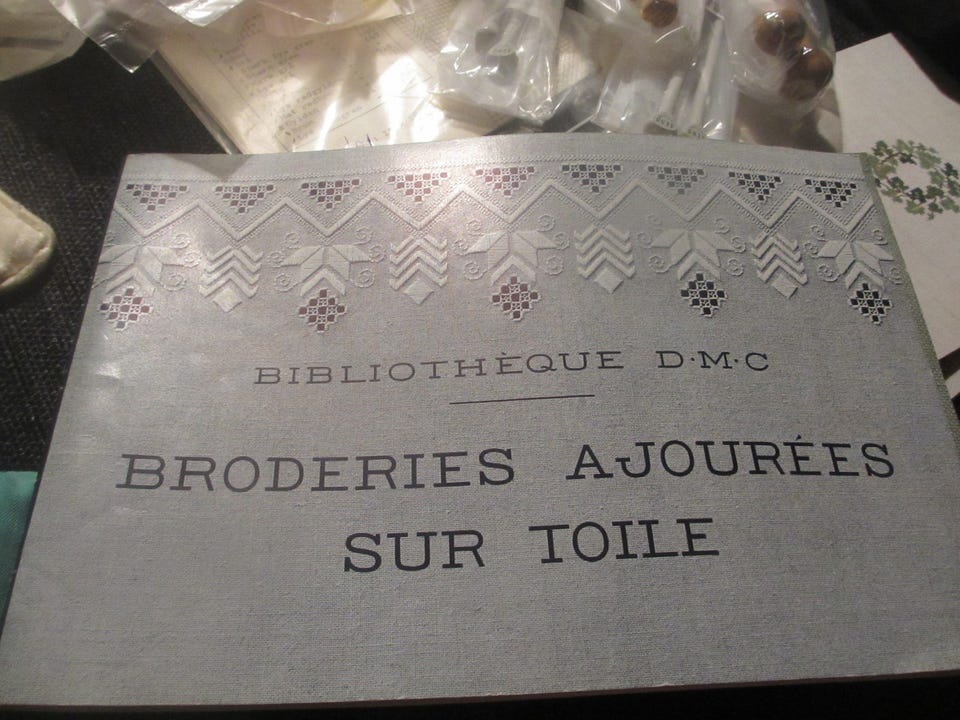 BIBLIOTHÈQUE D·M·C
BRODERIES AJOURÉES
SUR TOILE